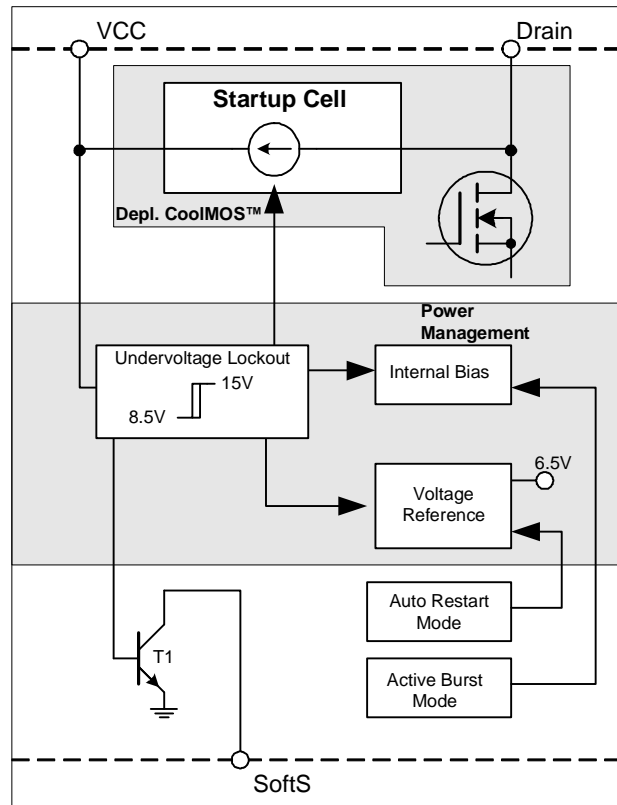 VCC
Drain
Startup Cell
Depl. CoolMOS™
Power
Management
Undervoltage Lockout
15V
8.5V
Internal Bias
6.5V
Voltage
Reference
Auto Restart
Mode
T1
Active Burst
Mode
SoftS